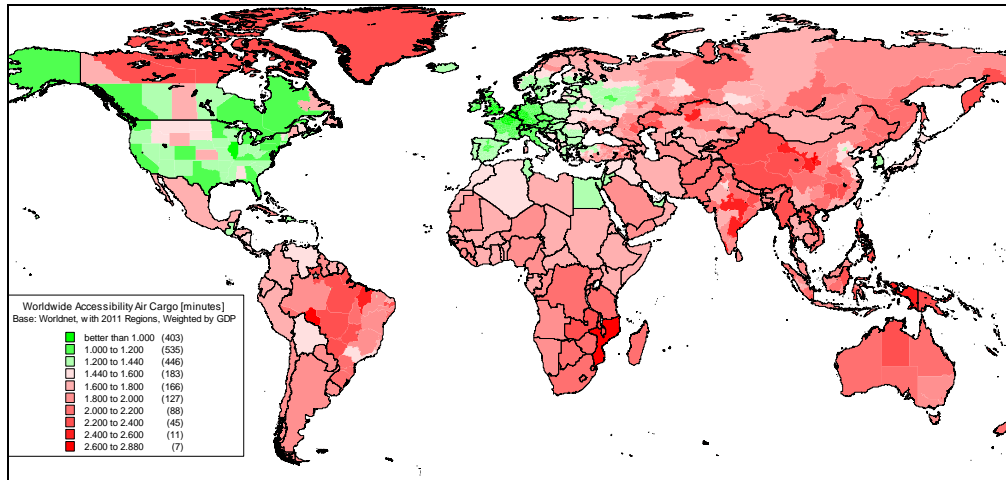 Worldwide Accessibility Air Cargo [minutes]
Base: Worldnet, with 2011 Regions, Weighted by GDP
better than 1.000 (403)
1.000 to 1.200 (535)
1.200 to 1.440 (446)
1.440 to 1.600 (183)
1.600 to 1.800 (166)
1.800 to 2.000 (127)
2.000 to 2.200 (88)
2.200 to 2.400 (45)
2.400 to 2.600 (11)
2.600 to 2.880 (7)